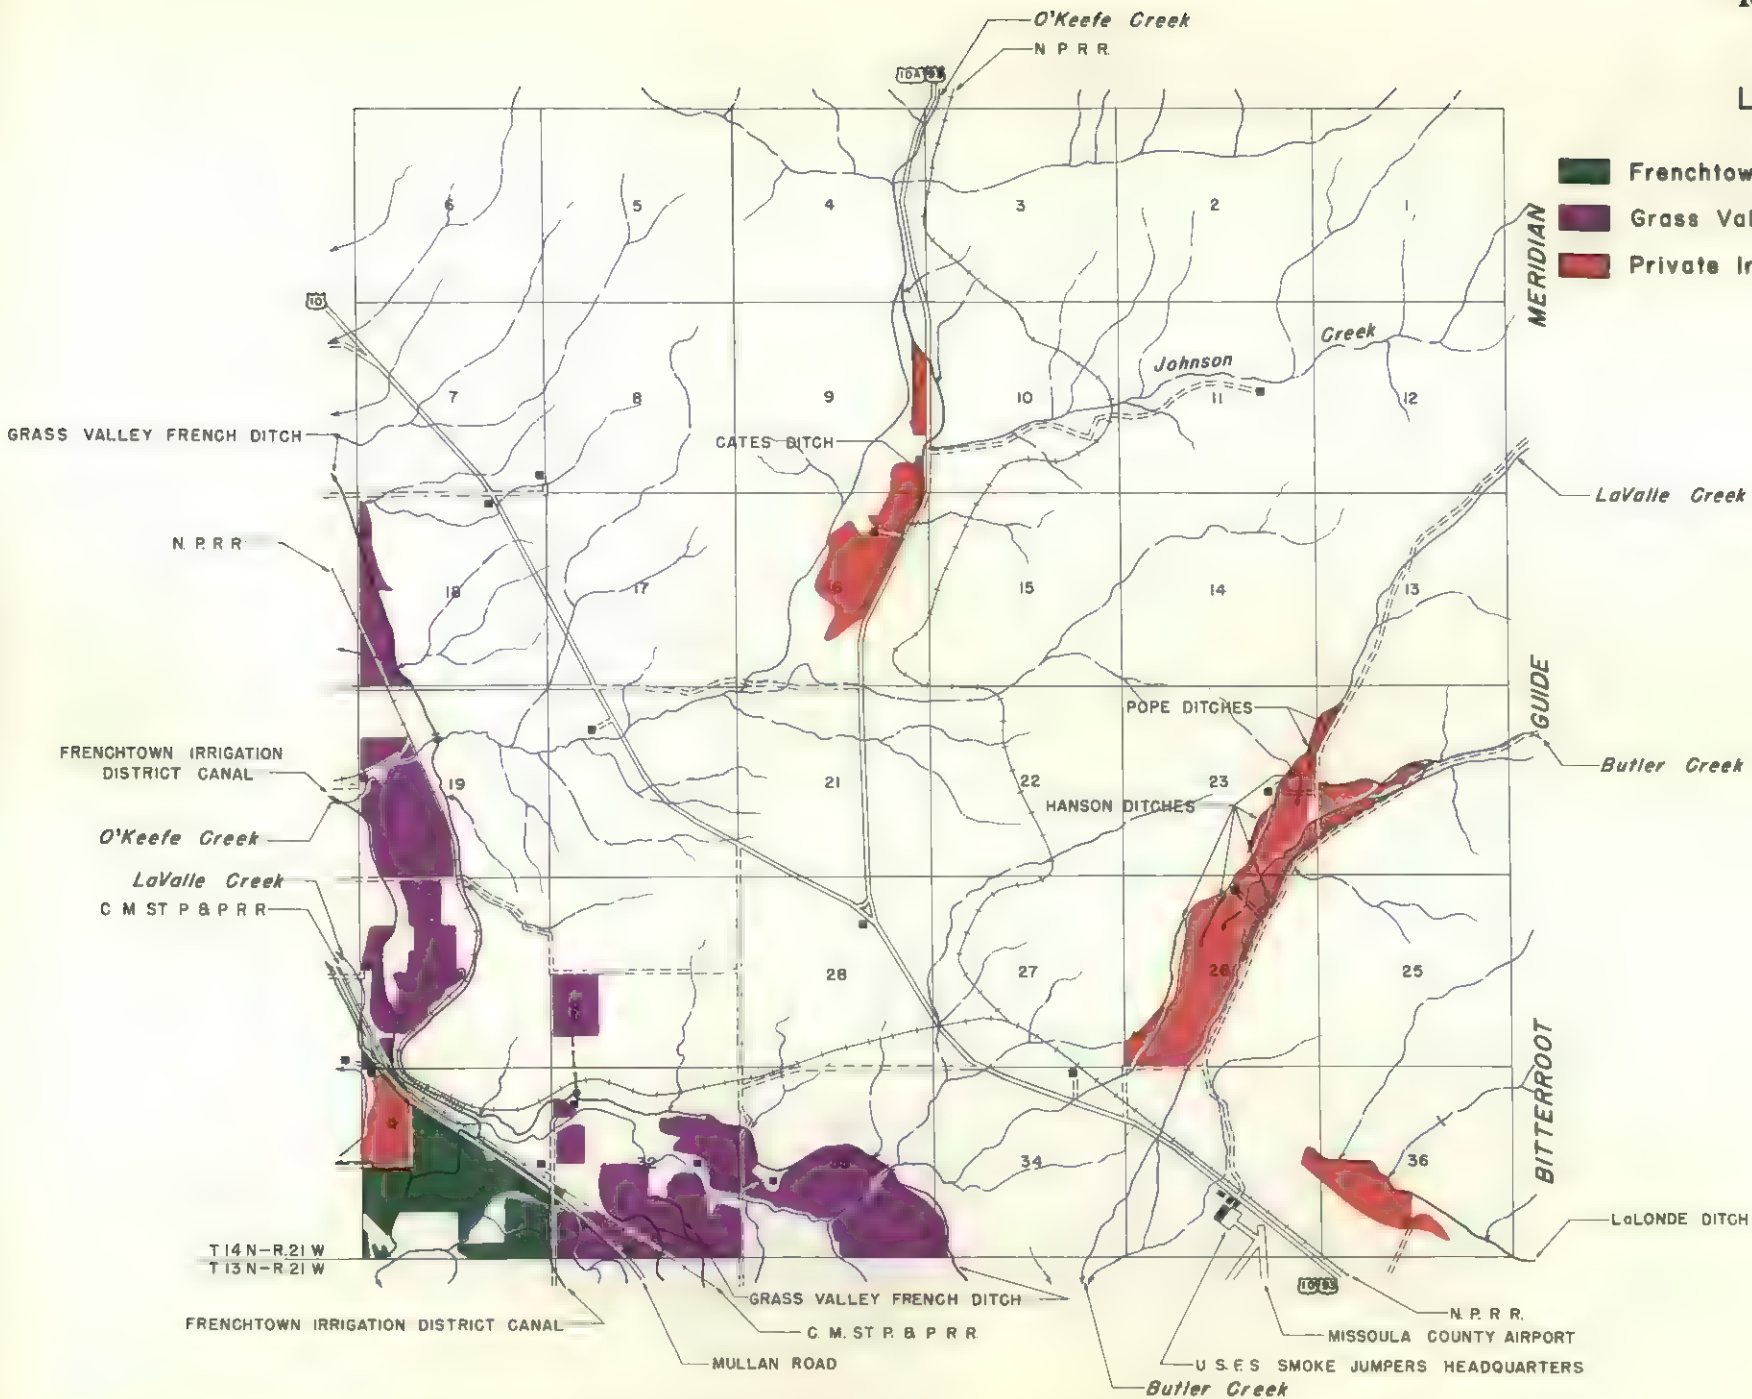 O'Keefe Creek
N P R R
10A 93
L
Frenchtow
Grass Val
Private Ir
MERIDIAN
6
5
4
3
2
1
10
Johnson Creek
7
8
9
10
11
12
GRASS VALLEY FRENCH DITCH
CATES DITCH
LaValle Creek
N. P. R R
18
17
15
14
13
GUIDE
POPE DITCHES
FRENCHTOWN IRRIGATION
DISTRICT CANAL
19
21
22
23
Butler Creek
HANSON DITCHES
O'Keefe Creek
LaValle Creek
C M ST P & P R R
28
27
26
25
BITTERROOT
32
34
36
LaLONDE DITCH
T 14 N-R. 21 W
T 13 N-R 21 W
10 93
GRASS VALLEY FRENCH DITCH
N. P. R R.
FRENCHTOWN IRRIGATION DISTRICT CANAL
C. M. ST P. & P R R
MISSOULA COUNTY AIRPORT
MULLAN ROAD
U S.F.S SMOKE JUMPERS HEADQUARTERS
Butler Creek